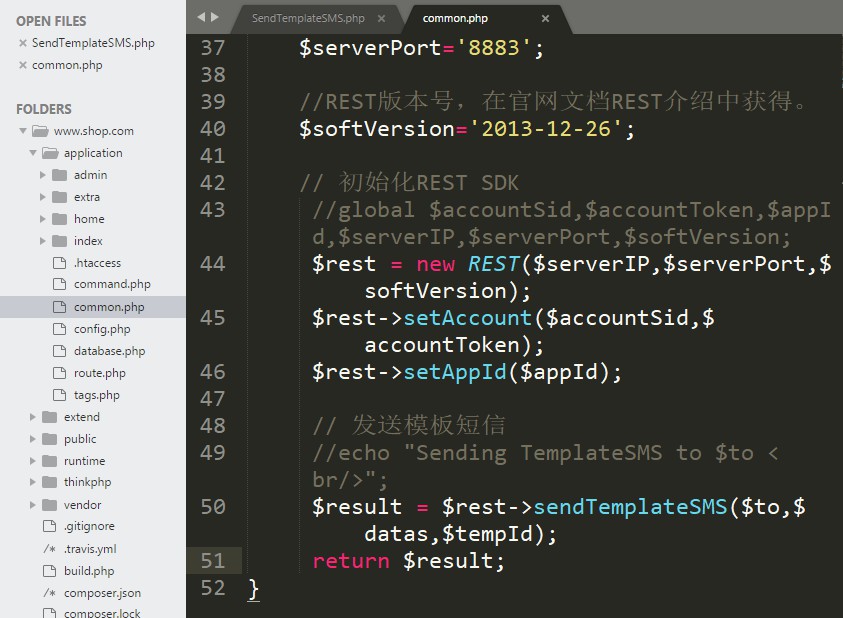 OPEN FILES
SendTemplateSMS.php
common.php
FOLDERS
www.shop.com
application
admin
extra
home
index
.htaccess
command.php
common.php
config.php
database.php
route.php
tags.php
extend
public
runtime
thinkphp
vendor
.gitignore
/* .travis.yml
build.php
/* composer.json
composer.lock
SendTemplateSMS.php ×
common.php ×
37 $serverPort='8883';
38
39 //REST版本号，在官网文档REST介绍中获得。
40 $softVersion='2013-12-26';
41
42 // 初始化REST SDK
43 //global $accountSid,$accountToken,$appI
d,$serverIP,$serverPort,$softVersion;
44 $rest = new REST($serverIP,$serverPort,$
softVersion);
45 $rest->setAccount($accountSid,$
accountToken);
46 $rest->setAppId($appId);
47
48 // 发送模板短信
49 //echo "Sending TemplateSMS to $to <
br/>";
50 $result = $rest->sendTemplateSMS($to,$
datas,$tempId);
51 return $result;
52 }